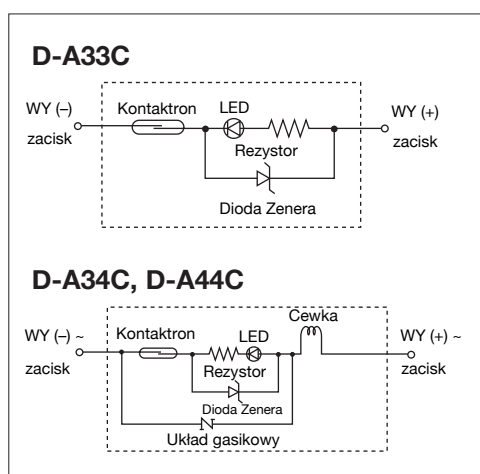 D-A33C
WY (–) Kontaktron LED WY (+)
zacisk zacisk
Rezystor
Dioda Zenera
D-A34C, D-A44C
Cewka
WY (–) ~ Kontaktron LED WY (+) ~
zacisk Rezystor zacisk
Dioda Zenera
Układ gasikowy